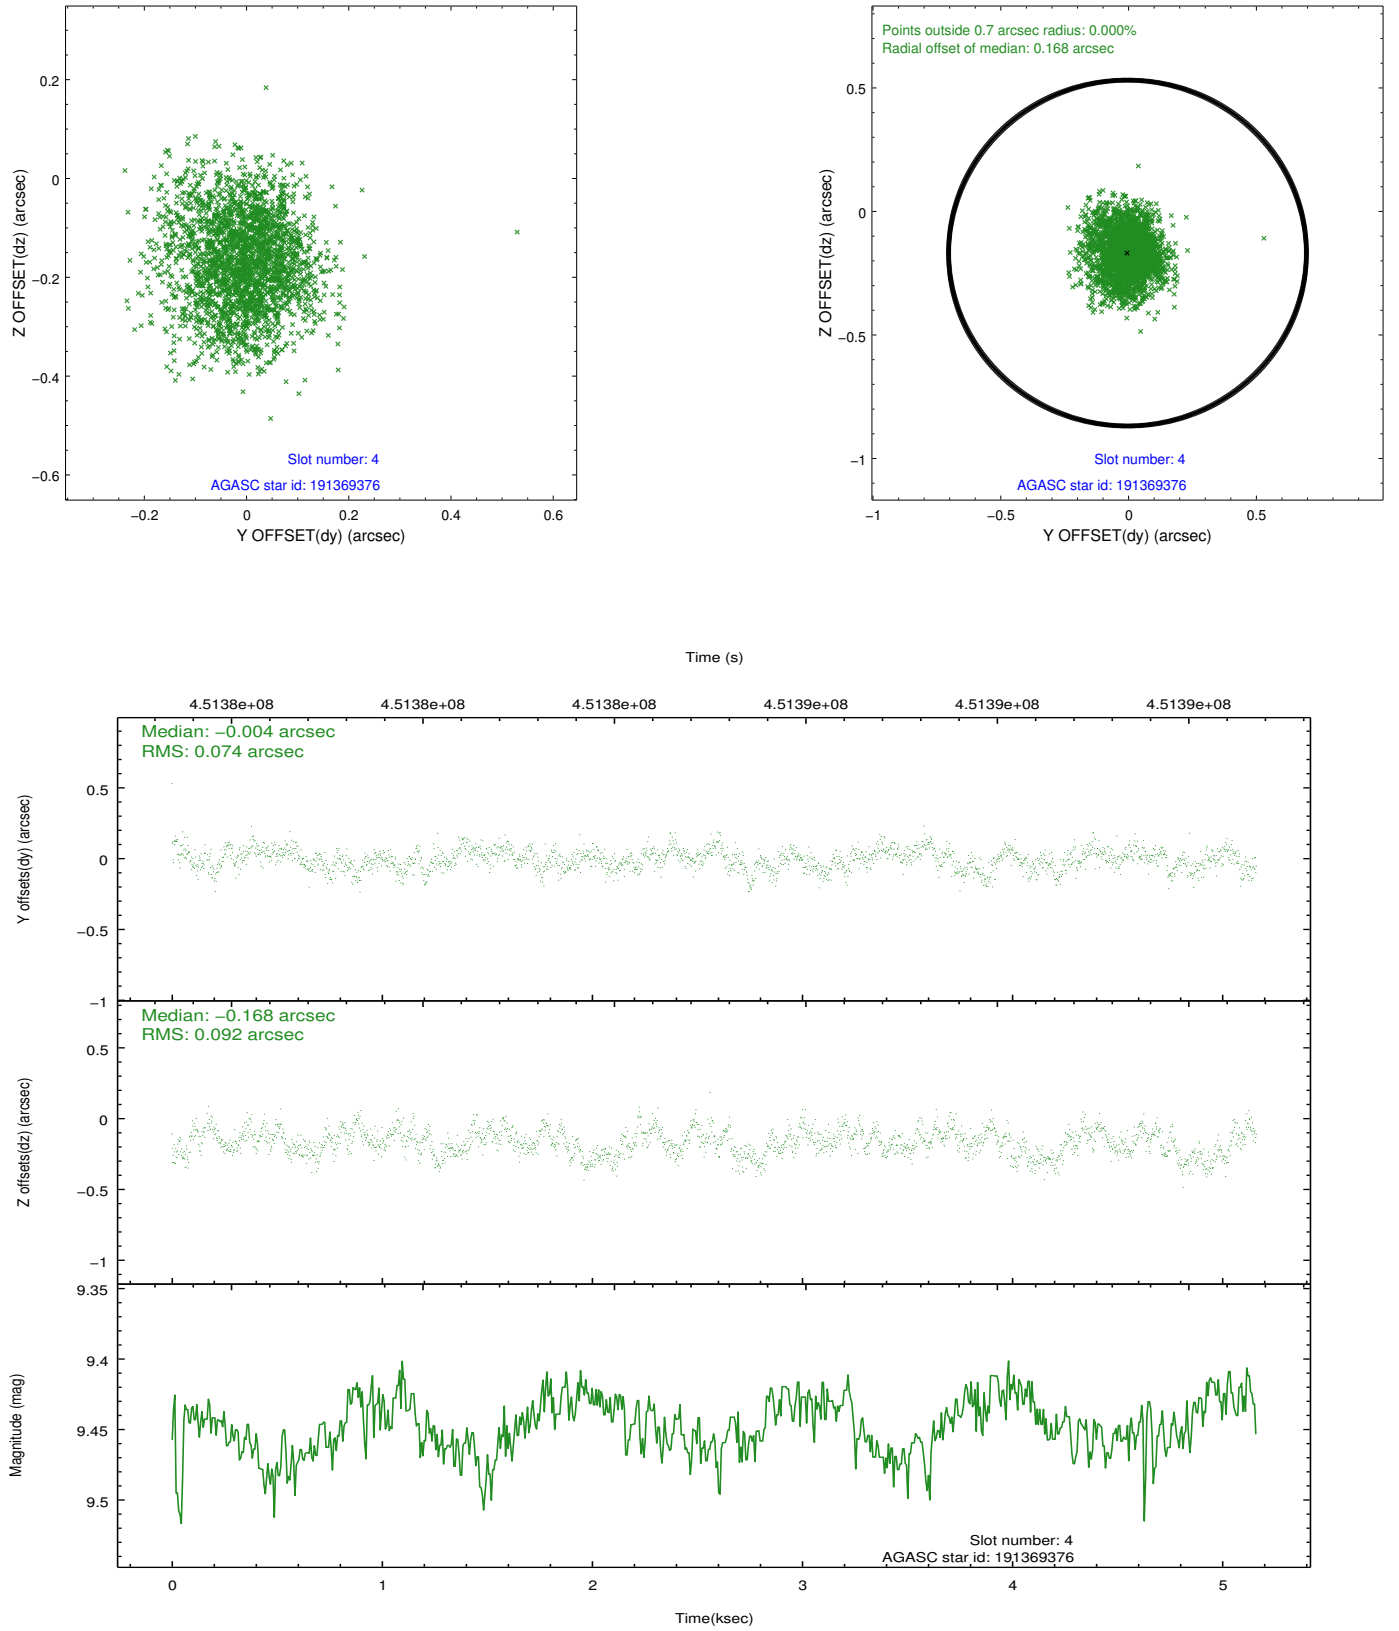 0.2
0
−0.2
−0.4
−0.6
Z OFFSET(dz) (arcsec)
Slot number: 4
AGASC star id: 191369376
−0.2 0 0.2 0.4 0.6
Y OFFSET(dy) (arcsec)
Points outside 0.7 arcsec radius: 0.000%
Radial offset of median: 0.168 arcsec
0.5
0
−0.5
−1
Z OFFSET(dz) (arcsec)
Slot number: 4
AGASC star id: 191369376
−1 −0.5 0 0.5
Y OFFSET(dy) (arcsec)
Time (s)
4.5138e+08 4.5138e+08 4.5138e+08 4.5139e+08 4.5139e+08 4.5139e+08
Median: −0.004 arcsec
RMS: 0.074 arcsec
0.5
0
−0.5
−1
Y offsets(dy) (arcsec)
Median: −0.168 arcsec
RMS: 0.092 arcsec
0.5
0
−0.5
−1
Z offsets(dz) (arcsec)
9.35
9.4
9.45
9.5
Magnitude (mag)
Slot number: 4
AGASC star id: 191369376
0 1 2 3 4 5
Time(ksec)